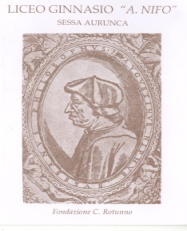 LICEO GINNASIO "A. NIFO"
SESSA AURUNCA
Fondazione C. Rotunno